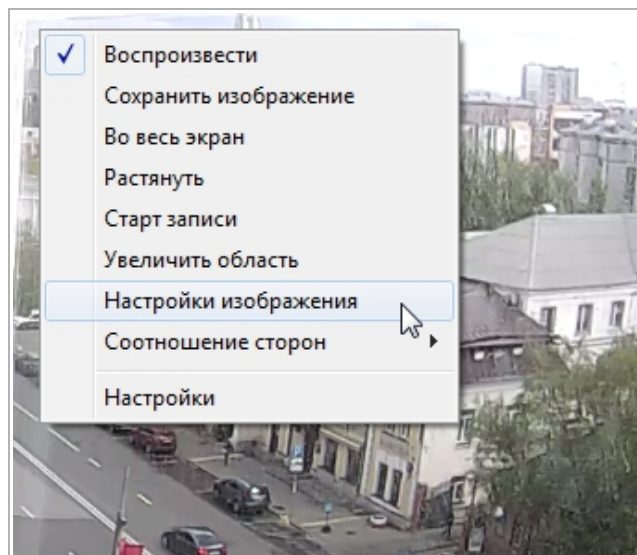 Воспроизвести
Сохранить изображение
Во весь экран
Растянуть
Старт записи
Увеличить область
Настройки изображения
Соотношение сторон
Настройки